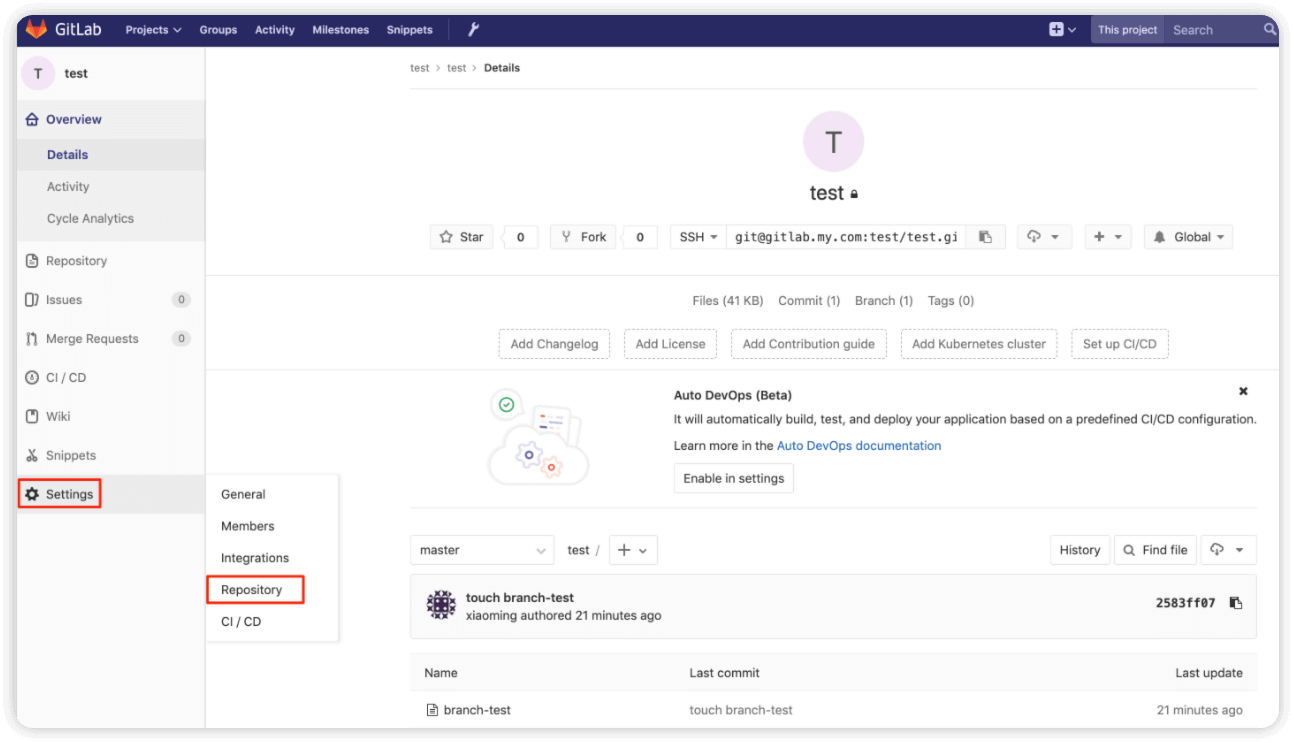 GitLab Projects Groups Activity Milestones Snippets This project Search
T test
test > test > Details
Overview
Details
Activity
Cycle Analytics
Repository
Issues 0
Merge Requests 0
CI / CD
Wiki
Snippets
Settings
General
Members
Integrations
Repository
CI / CD
T
test
Star 0 Fork 0 SSH git@gitlab.my.com:test/test.gi Global
Files (41 KB) Commit (1) Branch (1) Tags (0)
Add Changelog Add License Add Contribution guide Add Kubernetes cluster Set up CI/CD
Auto DevOps (Beta)
It will automatically build, test, and deploy your application based on a predefined CI/CD configuration.
Learn more in the Auto DevOps documentation
Enable in settings
master test / + History Find file
touch branch-test
xiaoming authored 21 minutes ago
2583ff07
Name Last commit Last update
branch-test touch branch-test 21 minutes ago